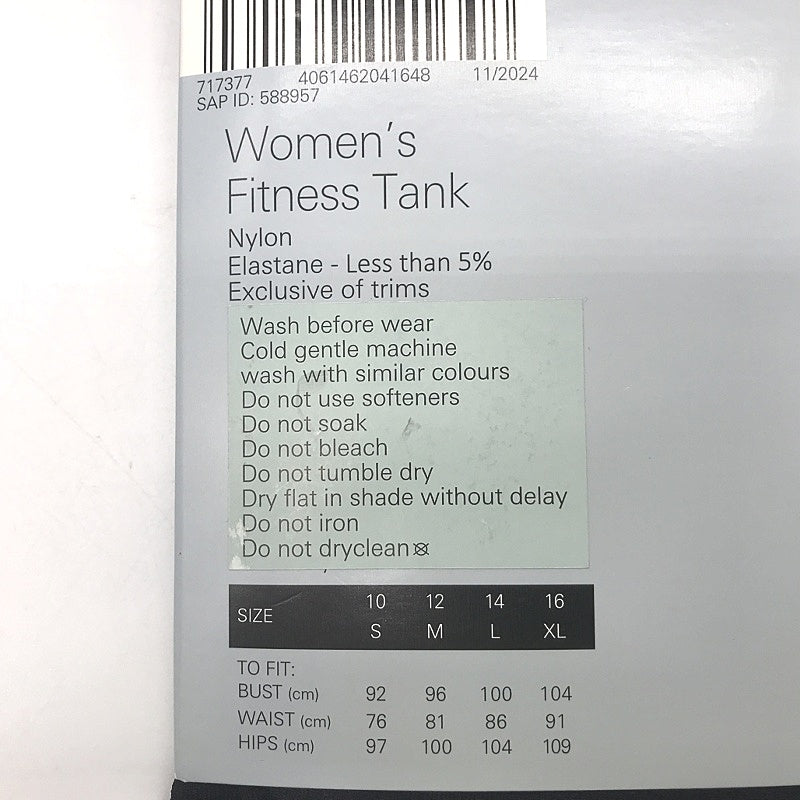 717377 4061462041648 11/2024
SAP ID: 588957
Women's
Fitness Tank
Nylon
Elastane - Less than 5%
Exclusive of trims
Wash before wear
Cold gentle machine
wash with similar colours
Do not use softeners
Do not soak
Do not bleach
Do not tumble dry
Dry flat in shade without delay
Do not iron
Do not dryclean
SIZE 10 12 14 16
S M L XL
TO FIT:
BUST (cm) 92 96 100 104
WAIST (cm) 76 81 86 91
HIPS (cm) 97 100 104 109